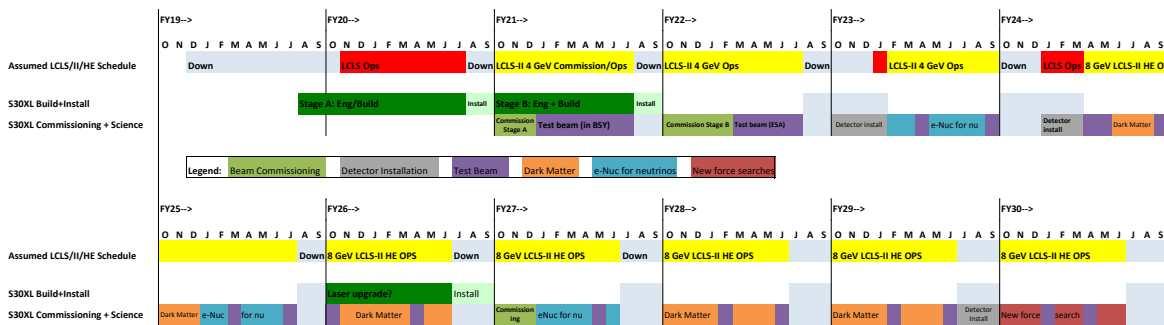 FY19--> FY20--> FY21--> FY22--> FY23--> FY24-->
O N D J F M A M J J A S O N D J F M A M J J A S O N D J F M A M J J A S O N D J F M A M J J A S O N D J F M A M J J A S O N D J F M A M J J A S
Assumed LCLS/II/HE Schedule Down LCLS Ops Down LCLS-II 4 GeV Commission/Ops Down LCLS-II 4 GeV Ops Down LCLS-II 4 GeV Ops Down LCLS Ops 8 GeV LCLS-II HE O
S30XL Build+Install Stage A: Eng/Build Install Stage B: Eng + Build Install
S30XL Commissioning + Science Commission Stage A Test beam (in BSY) Commission Stage B Test beam (ESA) Detector install e-Nuc for nu Detector install Dark Matter
Legend: Beam Commissioning Detector Installation Test Beam Dark Matter e-Nuc for neutrinos New force searches
FY25--> FY26--> FY27--> FY28--> FY29--> FY30-->
O N D J F M A M J J A S O N D J F M A M J J A S O N D J F M A M J J A S O N D J F M A M J J A S O N D J F M A M J J A S O N D J F M A M J J A S
Assumed LCLS/II/HE Schedule Down 8 GeV LCLS-II HE OPS Down 8 GeV LCLS-II HE OPS Down 8 GeV LCLS-II HE OPS 8 GeV LCLS-II HE OPS 8 GeV LCLS-II HE OPS
S30XL Build+Install Laser upgrade? Install
S30XL Commissioning + Science Dark Matter e-Nuc for nu Dark Matter Commission ing eNuc for nu Dark Matter Dark Matter Detector Install New force search